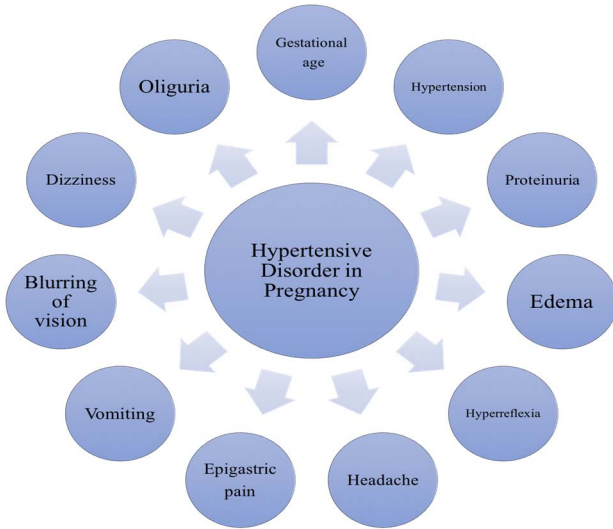 Gestational
age
Hypertension
Proteinuria
Edema
Hyperreflexia
Headache
Epigastric
pain
Vomiting
Blurring
of
vision
Dizziness
Oliguria
Hypertensive
Disorder in
Pregnancy